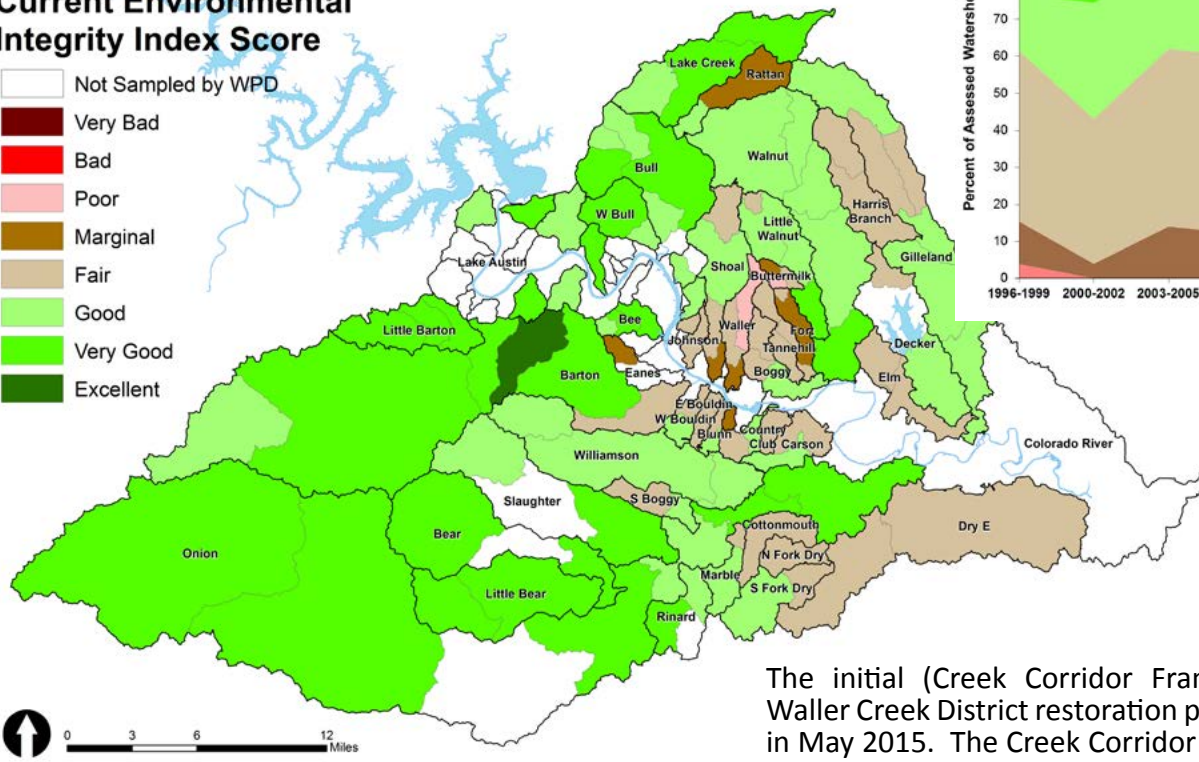 Current Environmental
Integrity Index Score
Not Sampled by WPD
Very Bad
Bad
Poor
Marginal
Fair
Good
Very Good
Excellent
Lake Creek
Rattan
Bull
Walnut
W Bull
Little
Walnut
Harris
Branch
Lake Austin
Shoal
Buttermilk
Gilleland
Little Barton
Bee
Johnson
Waller
Fort
Tannehill
Decker
Barton
Eanes
Boggy
Elm
E Bouldin
W Bouldin
Blunn
Country
Club
Carson
Colorado River
Williamson
Slaughter
S Boggy
Bear
Cottonmouth
Dry E
Onion
N Fork Dry
Marble
S Fork Dry
Little Bear
Rinard
0 3 6 12
Miles
Percent of Assessed
70
60
50
40
30
20
10
0
1996-1999 2000-2002 2003-2005
The initial (Creek Corridor
Waller Creek District restoration
in May 2015. The Creek Corridor